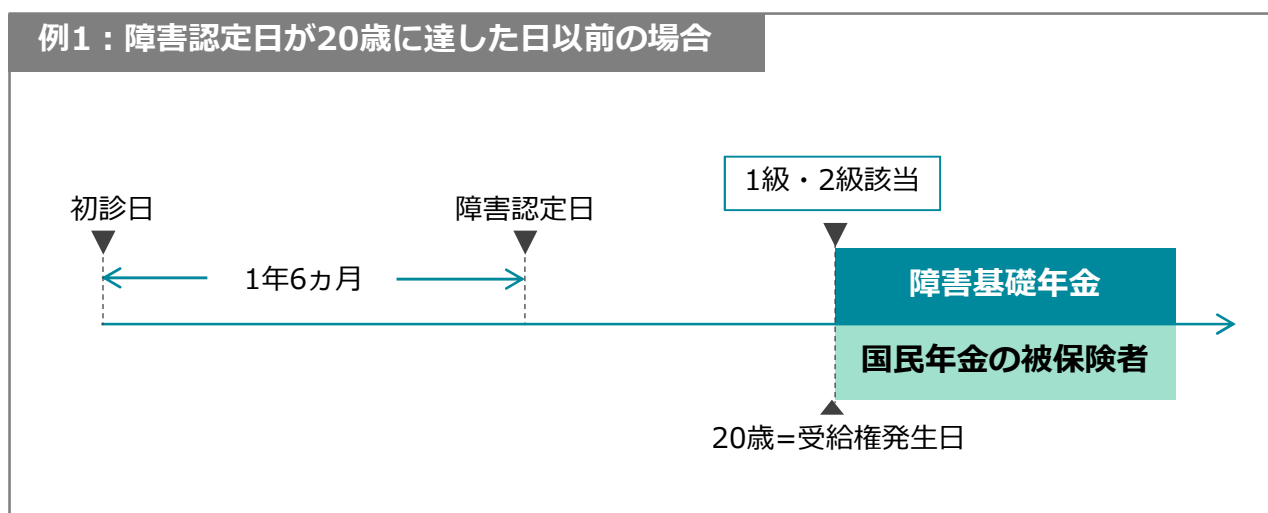 例1：障害認定日が20歳に達した日以前の場合
1級・2級該当
初診日
障害認定日
1年6ヵ月
障害基礎年金
国民年金の被保険者
20歳=受給権発生日